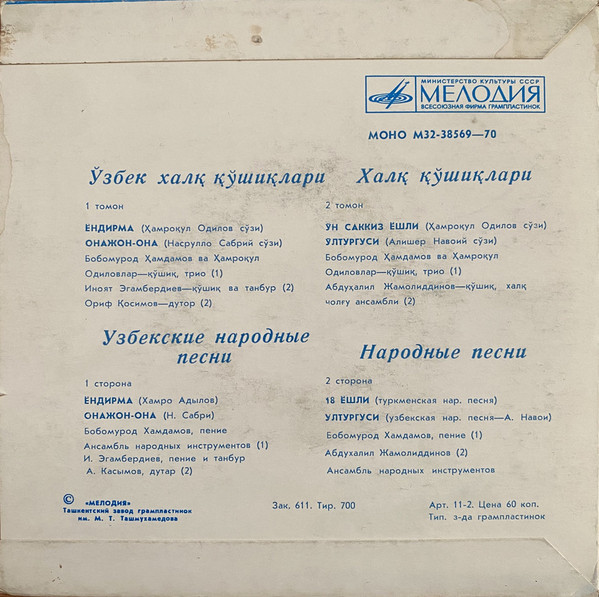 МИНИСТЕРСТВО КУЛЬТУРЫ СССР
МЕЛОДИЯ
ВСЕСОЮЗНАЯ ФИРМА ГРАМПЛАСТИНОК
МОНО М32-38569—70
Ўзбек халқ қўшиқлари
1 томон
ЁНДИРМА (Ҳамроқул Одилов сўзи)
ОНАЖОН-ОНА (Насрулло Сабрий сўзи)
Бобомурод Ҳамдамов ва Ҳамроқул
Одиловлар—қўшиқ, трио (1)
Иноят Эгамбердиев—қўшиқ ва танбур (2)
Ориф Қосимов—дутор (2)
Халқ қўшиқлари
2 томон
УН САККИЗ ЁШЛИ (Ҳамроқул Одилов сўзи)
УЛТУРГУСИ (Алишер Навоий сўзи)
Бобомурод Ҳамдамов ва Ҳамроқул
Одиловлар—қўшиқ, трио (1)
Абдуҳалил Жамолиддинов—қўшиқ, халқ
чолғу ансамбли (2)
Узбекские народные
песни
1 сторона
ЁНДИРМА (Хамро Адылов)
ОНАЖОН-ОНА (Н. Сабри)
Бобомурод Хамдамов, пение
Ансамбль народных инструментов (1)
И. Эгамбердиев, пение и танбур
А. Касымов, дутар (2)
Народные песни
2 сторона
18 ЁШЛИ (туркменская нар. песня)
УЛТУРГУСИ (узбекская нар. песня—А. Навои)
Бобомурод Хамдамов, пение (1)
Абдухалил Жамолиддинов (2)
Ансамбль народных инструментов
© «МЕЛОДИЯ»
Ташкентский завод грампластинок
им. М. Т. Ташмухамедова
Зак. 611. Тир. 700
Арт. 11-2. Цена 60 коп.
Тип. з-да грампластинок